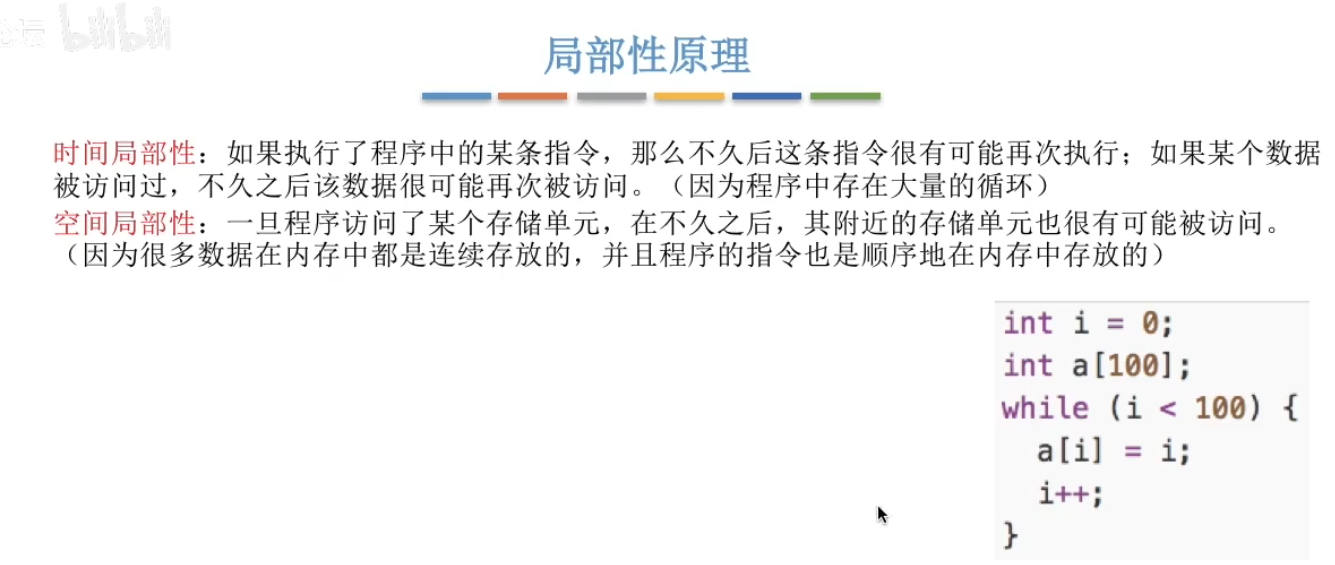 bilibili
局部性原理
时间局部性：如果执行了程序中的某条指令，那么不久后这条指令很有可能再次执行；如果某个数据
被访问过，不久之后该数据很可能再次被访问。（因为程序中存在大量的循环）
空间局部性：一旦程序访问了某个存储单元，在不久之后，其附近的存储单元也很有可能被访问。
（因为很多数据在内存中都是连续存放的，并且程序的指令也是顺序地在内存中存放的）
int i = 0;
int a[100];
while (i < 100) {
  a[i] = i;
  i++;
}